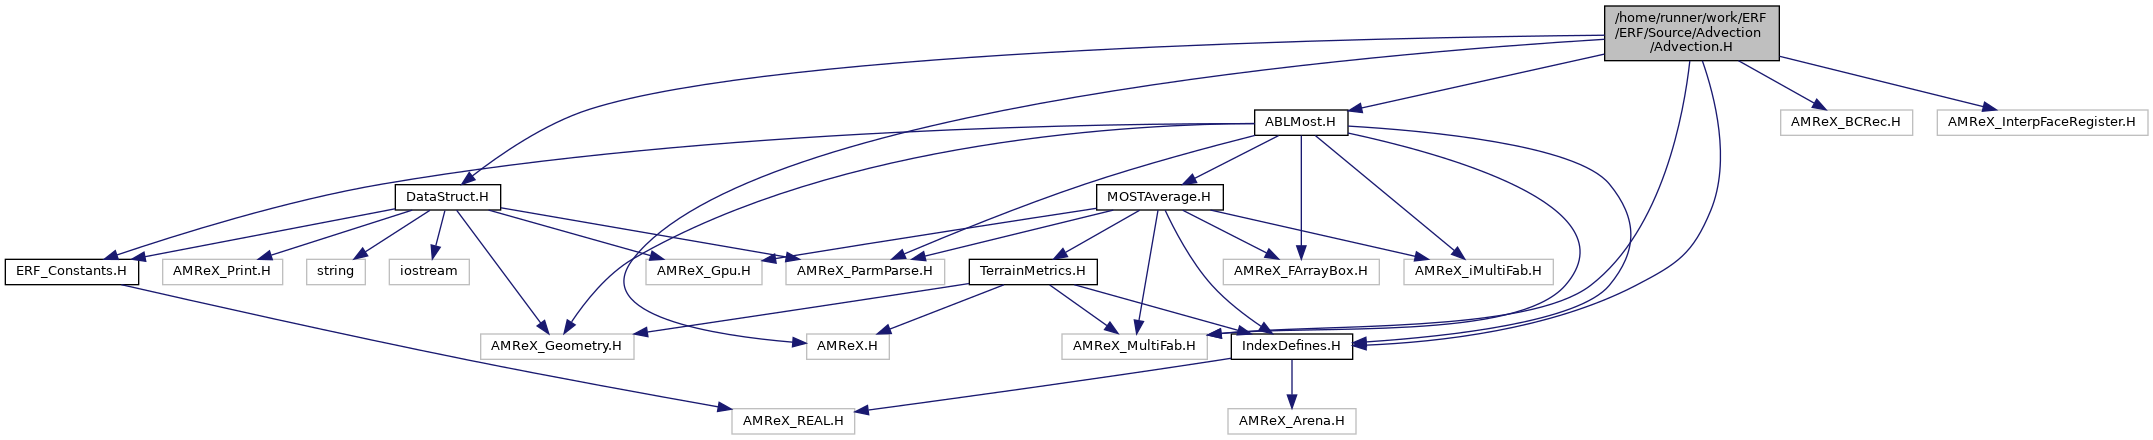 /home/runner/work/ERF
/ERF/Source/Advection
/Advection.H
ABLMost.H
AMReX_BCRec.H
AMReX_InterpFaceRegister.H
DataStruct.H
MOSTAverage.H
ERF_Constants.H
AMReX_Print.H
string
iostream
AMReX_Gpu.H
AMReX_ParmParse.H
TerrainMetrics.H
AMReX_FArrayBox.H
AMReX_iMultiFab.H
AMReX_Geometry.H
AMReX.H
AMReX_MultiFab.H
IndexDefines.H
AMReX_REAL.H
AMReX_Arena.H